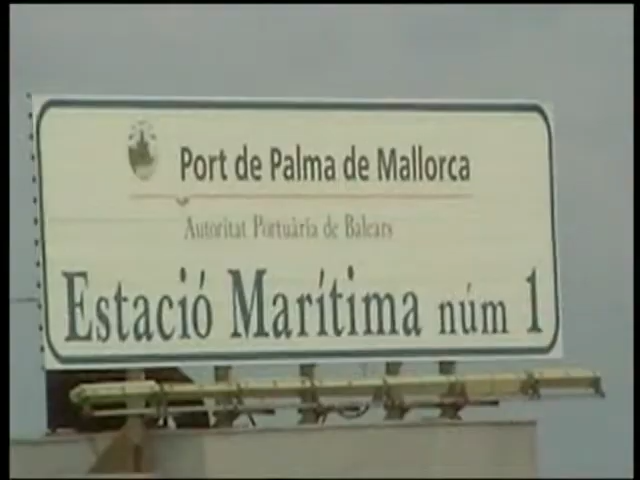 Port de Palma de Mallorca
Autoritat Portuària de Balears
Estació Marítima núm 1